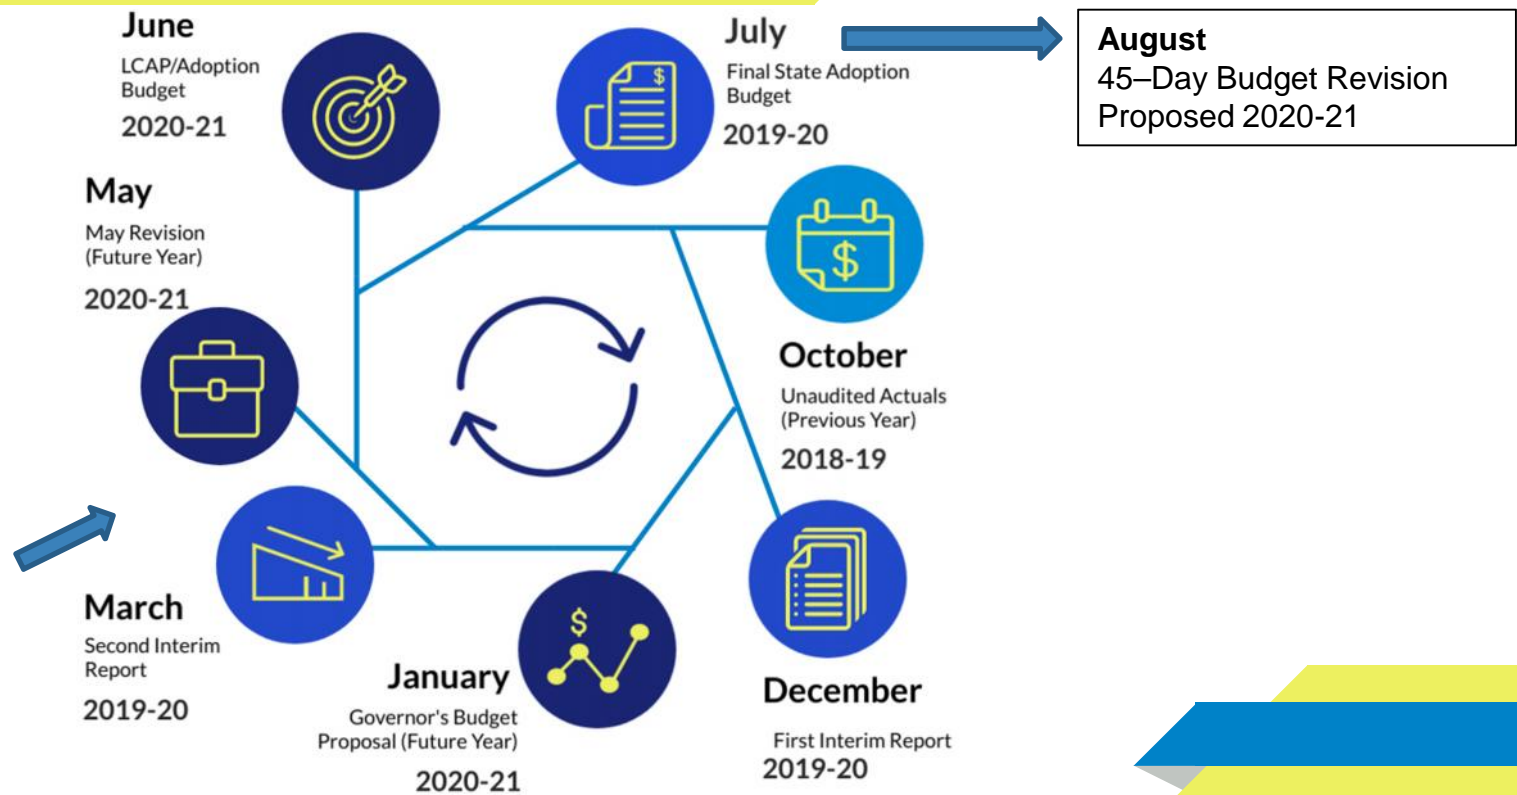 June
LCAP/Adoption
Budget
2020-21
July
Final State Adoption
Budget
2019-20
August
45–Day Budget Revision
Proposed 2020-21
$
May
May Revision
(Future Year)
2020-21
$
October
Unaudited Actuals
(Previous Year)
2018-19
March
Second Interim
Report
2019-20
$
January
Governor's Budget
Proposal (Future Year)
2020-21
December
First Interim Report
2019-20